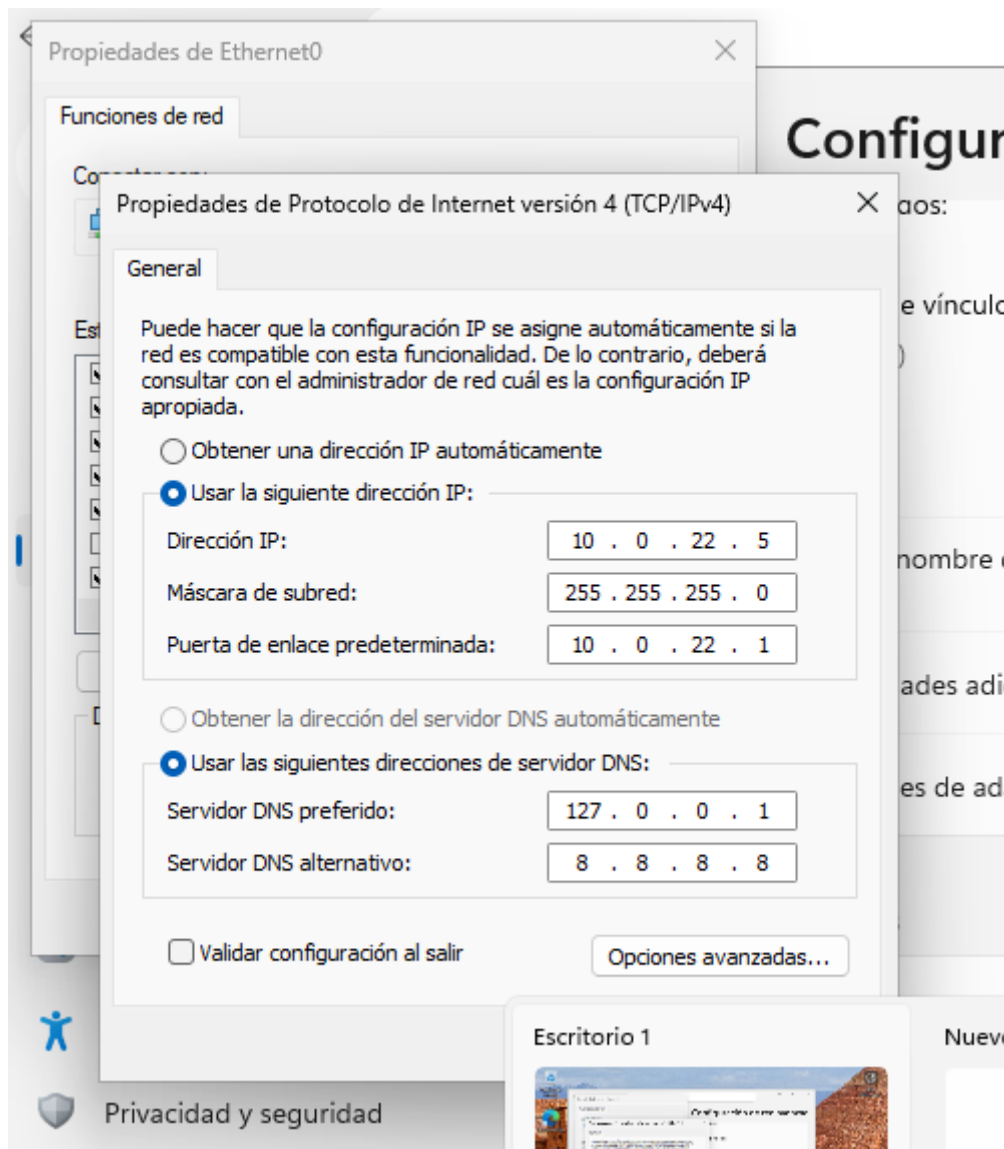 Propiedades de Ethernet0
Funciones de red
Configur
Propiedades de Protocolo de Internet versión 4 (TCP/IPv4)
General
Puede hacer que la configuración IP se asigne automáticamente si la
red es compatible con esta funcionalidad. De lo contrario, deberá
consultar con el administrador de red cuál es la configuración IP
apropiada.
Obtener una dirección IP automáticamente
Usar la siguiente dirección IP:
Dirección IP: 10 . 0 . 22 . 5
Máscara de subred: 255 . 255 . 255 . 0
Puerta de enlace predeterminada: 10 . 0 . 22 . 1
Obtener la dirección del servidor DNS automáticamente
Usar las siguientes direcciones de servidor DNS:
Servidor DNS preferido: 127 . 0 . 0 . 1
Servidor DNS alternativo: 8 . 8 . 8 . 8
Validar configuración al salir
Opciones avanzadas...
e vínculo
)
nombre
ades adi
es de ad
Escritorio 1
Nuevo
Privacidad y seguridad